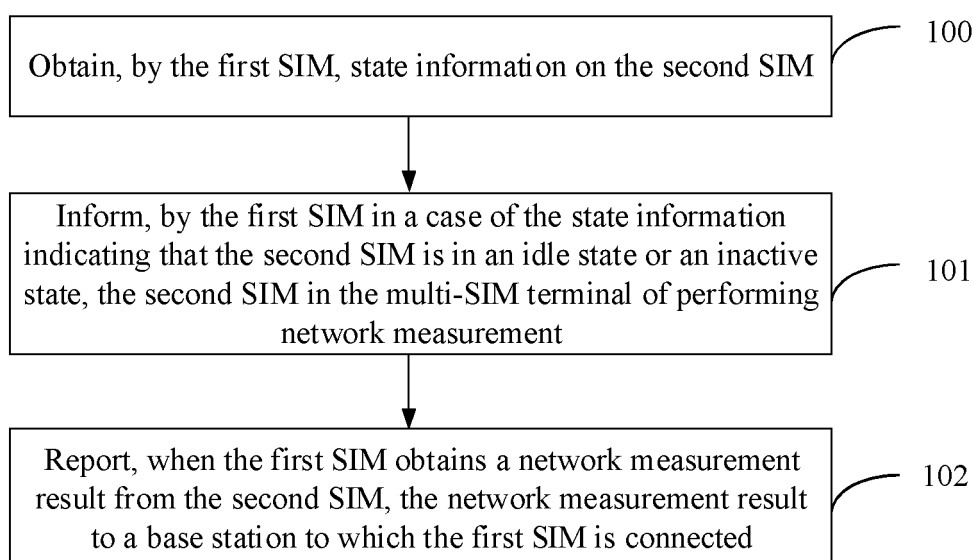 Obtain, by the first SIM, state information on the second SIM
100
Inform, by the first SIM in a case of the state information
indicating that the second SIM is in an idle state or an inactive
state, the second SIM in the multi-SIM terminal of performing
network measurement
101
Report, when the first SIM obtains a network measurement
result from the second SIM, the network measurement result
to a base station to which the first SIM is connected
102